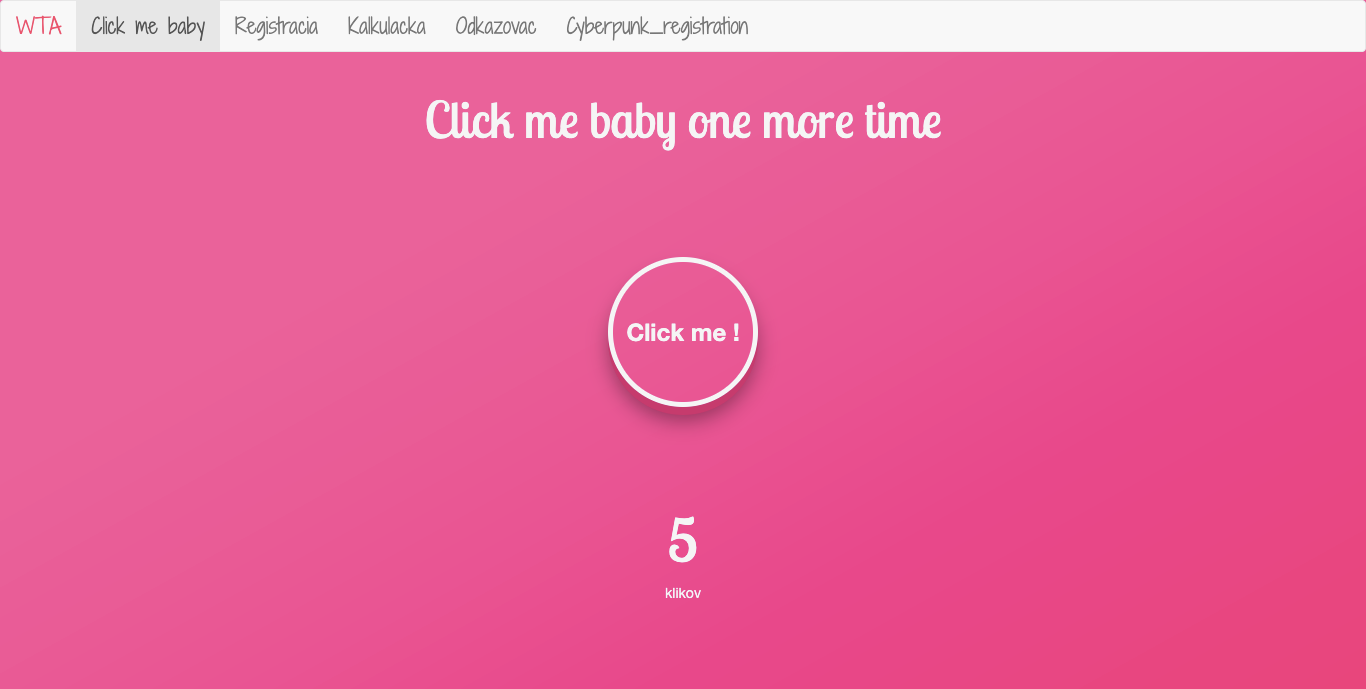 WTA Click me baby Registracia Kalkulacka Odkazovac Cyberpunk_registration
Click me baby one more time
Click me !
5
klikov